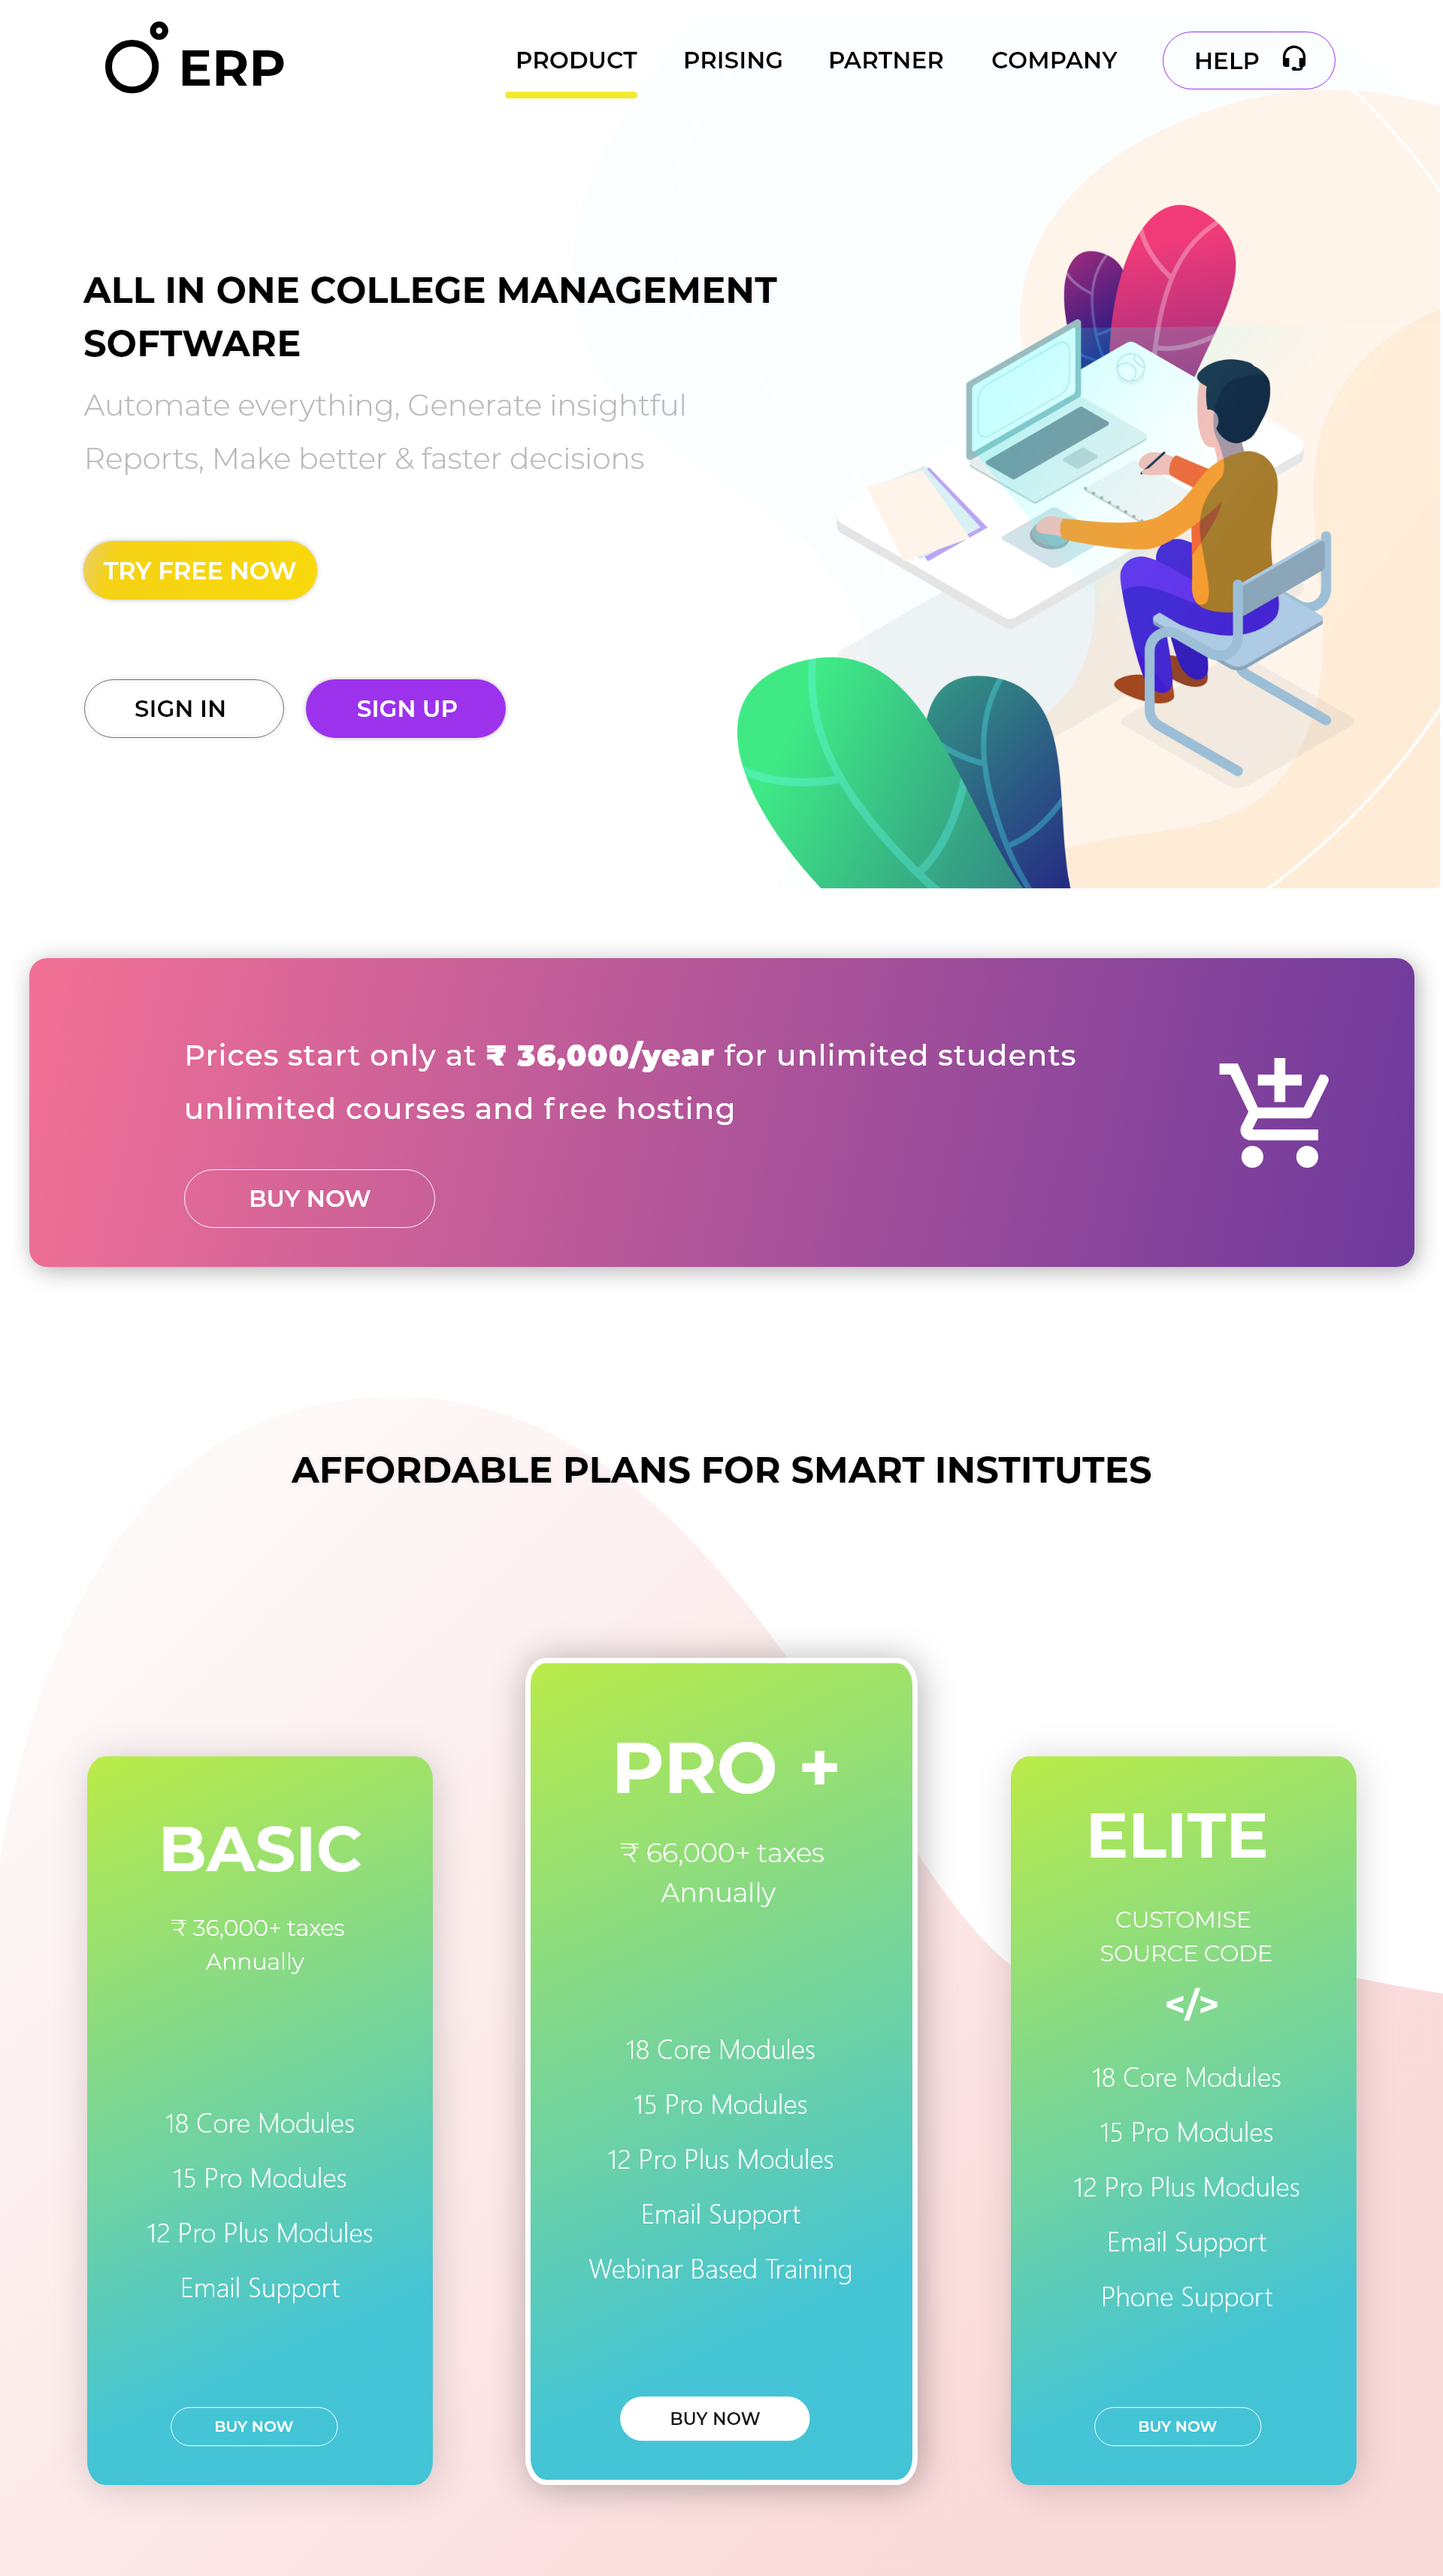 ERP
PRODUCT
PRISING
PARTNER
COMPANY
HELP
ALL IN ONE COLLEGE MANAGEMENT
SOFTWARE
Automate everything, Generate insightful
Reports, Make better & faster decisions
TRY FREE NOW
SIGN IN
SIGN UP
Prices start only at ₹ 36,000/year for unlimited students
unlimited courses and free hosting
BUY NOW
AFFORDABLE PLANS FOR SMART INSTITUTES
BASIC
₹ 36,000+ taxes
Annually
18 Core Modules
15 Pro Modules
12 Pro Plus Modules
Email Support
BUY NOW
PRO +
₹ 66,000+ taxes
Annually
18 Core Modules
15 Pro Modules
12 Pro Plus Modules
Email Support
Webinar Based Training
BUY NOW
ELITE
CUSTOMISE
SOURCE CODE
</>
18 Core Modules
15 Pro Modules
12 Pro Plus Modules
Email Support
Phone Support
BUY NOW